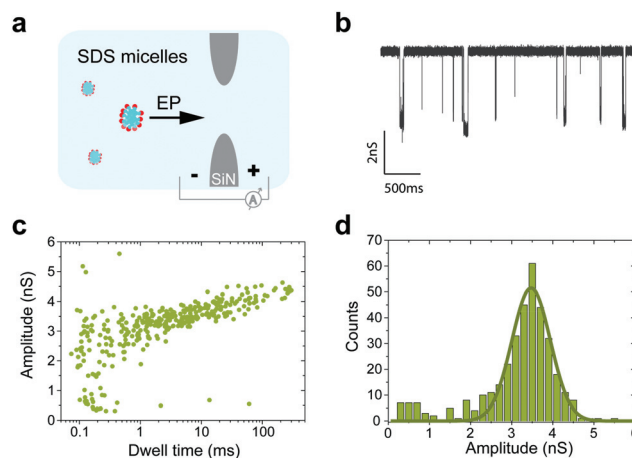 a
SDS micelles
EP
- +
SiN
A
b
2nS
500ms
c
Amplitude (nS)
6
5
4
3
2
1
0
0.1 1 10 100
Dwell time (ms)
d
Counts
70
60
50
40
30
20
10
0
0 1 2 3 4 5 6
Amplitude (nS)